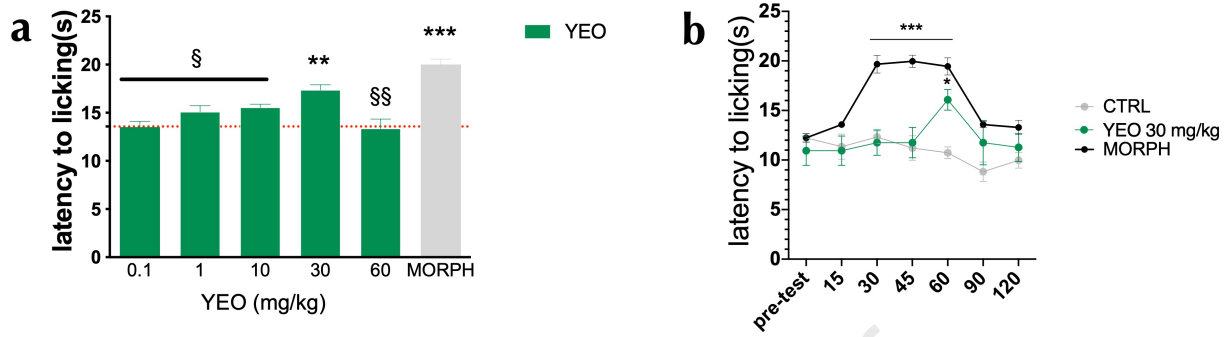 a
latency to licking(s)
25
20
15
10
5
0
§
**
§§
***
0.1 1 10 30 60 MORPH
YEO (mg/kg)
YEO
b
latency to licking(s)
25
20
15
10
5
0
***
*
pre-test 15 30 45 60 90 120
CTRL
YEO 30 mg/kg
MORPH